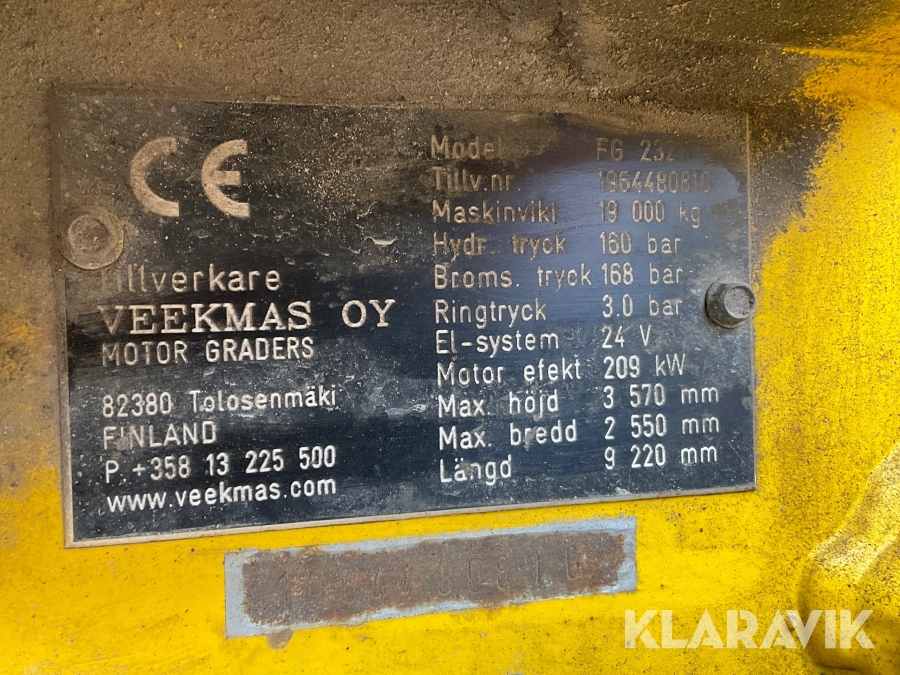 CE
Tillverkare
VEEKMAS OY
MOTOR GRADERS
82380 Tolosenmäki
FINLAND
P. +358 13 225 500
www.veekmas.com
Model FG 232
Tillv.nr. 1964480810
Maskinvikt 19 000 kg
Hydr. tryck 160 bar
Broms. tryck 168 bar
Ringtryck 3.0 bar
El-system 24 V
Motor efekt 209 kW
Max. höjd 3 570 mm
Max. bredd 2 550 mm
Längd 9 220 mm
KLARAVIK